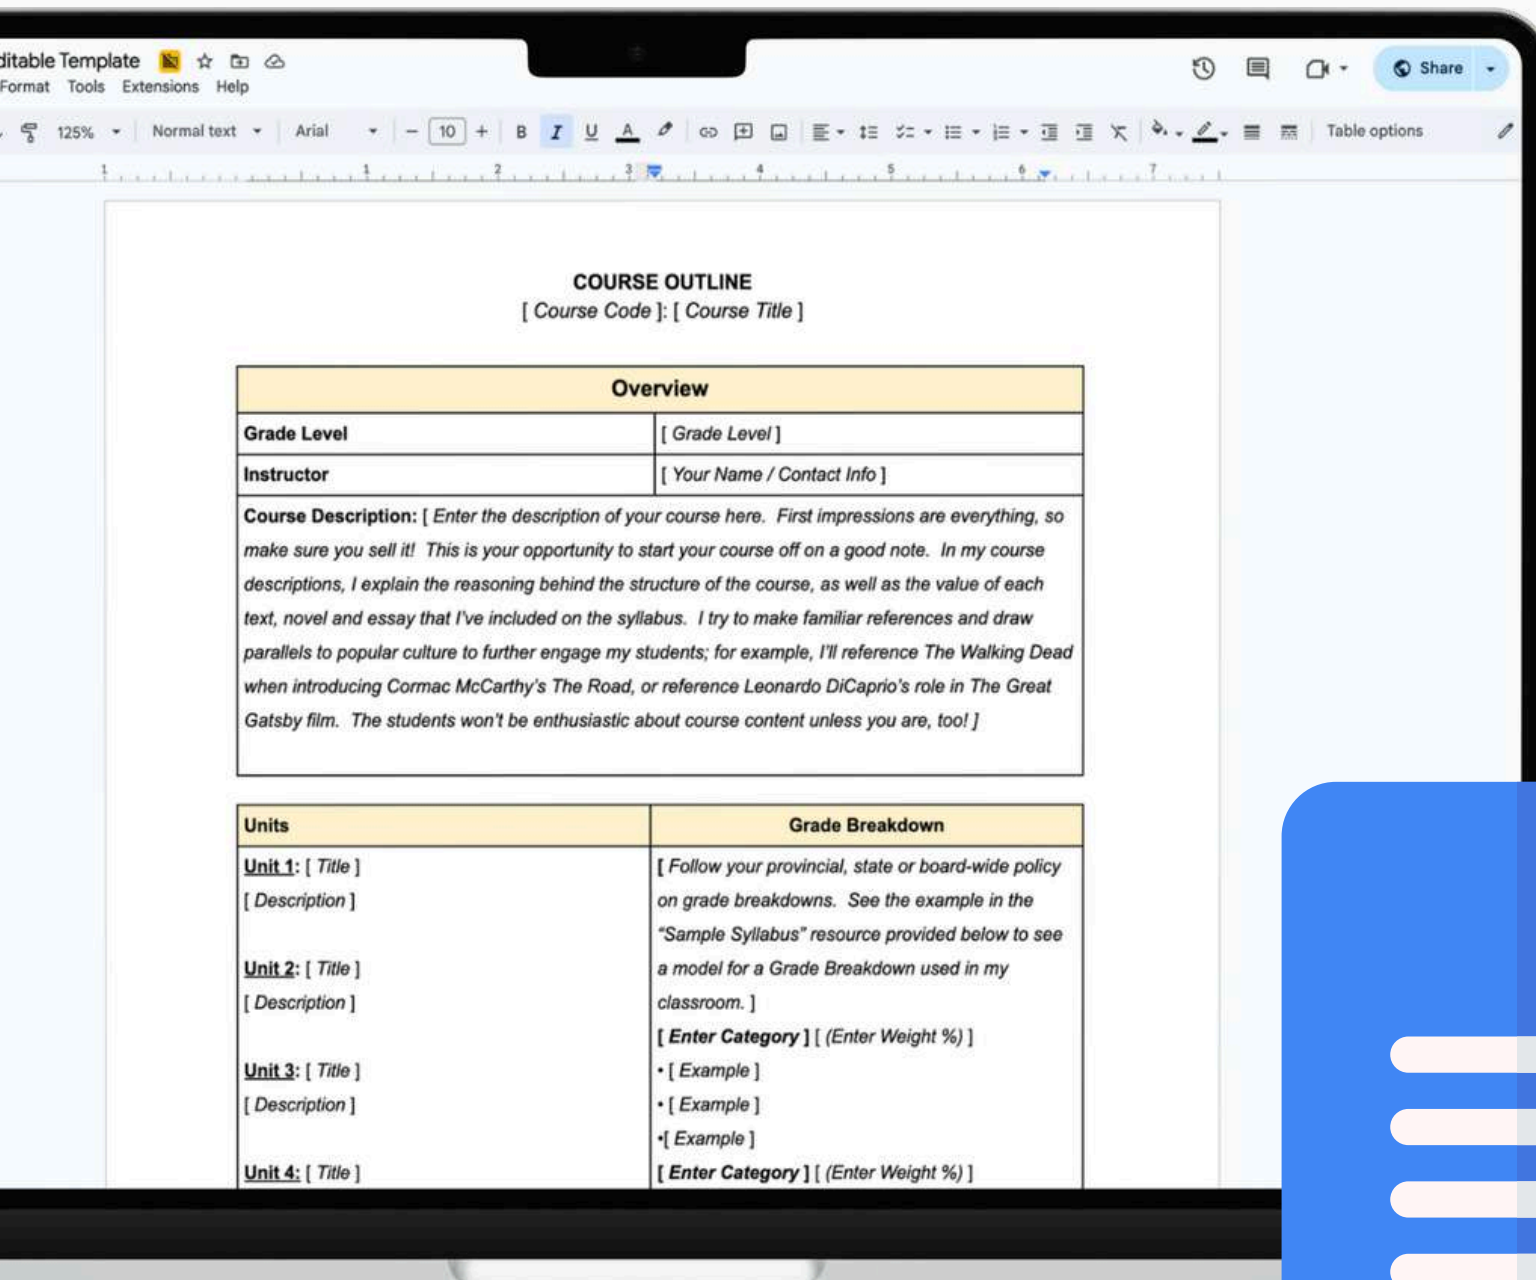 ditable Template
Format Tools Extensions Help
Share
125% Normal text Arial 10 B I U A Table options
1 1 2 3 4 5 6 7
COURSE OUTLINE
[ Course Code ]: [ Course Title ]
Overview
Grade Level [ Grade Level ]
Instructor [ Your Name / Contact Info ]
Course Description: [ Enter the description of your course here. First impressions are everything, so
make sure you sell it! This is your opportunity to start your course off on a good note. In my course
descriptions, I explain the reasoning behind the structure of the course, as well as the value of each
text, novel and essay that I've included on the syllabus. I try to make familiar references and draw
parallels to popular culture to further engage my students; for example, I'll reference The Walking Dead
when introducing Cormac McCarthy's The Road, or reference Leonardo DiCaprio's role in The Great
Gatsby film. The students won't be enthusiastic about course content unless you are, too! ]
Units
Unit 1: [ Title ]
[ Description ]
Unit 2: [ Title ]
[ Description ]
Unit 3: [ Title ]
[ Description ]
Unit 4: [ Title ]
Grade Breakdown
[ Follow your provincial, state or board-wide policy
on grade breakdowns. See the example in the
“Sample Syllabus” resource provided below to see
a model for a Grade Breakdown used in my
classroom. ]
[ Enter Category ] [ (Enter Weight %) ]
• [ Example ]
• [ Example ]
•[ Example ]
[ Enter Category ] [ (Enter Weight %) ]